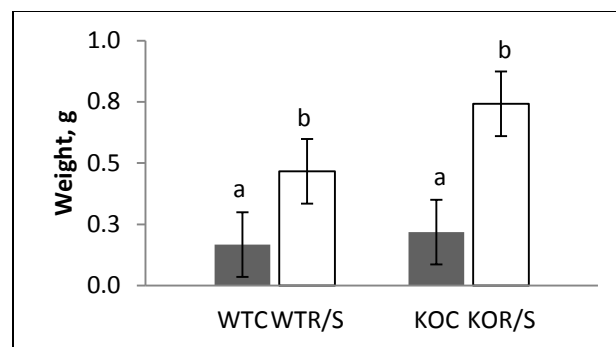 Weight, g
1.0
0.8
0.5
0.3
0.0
a
b
a
b
WTC WTR/S KOC KOR/S